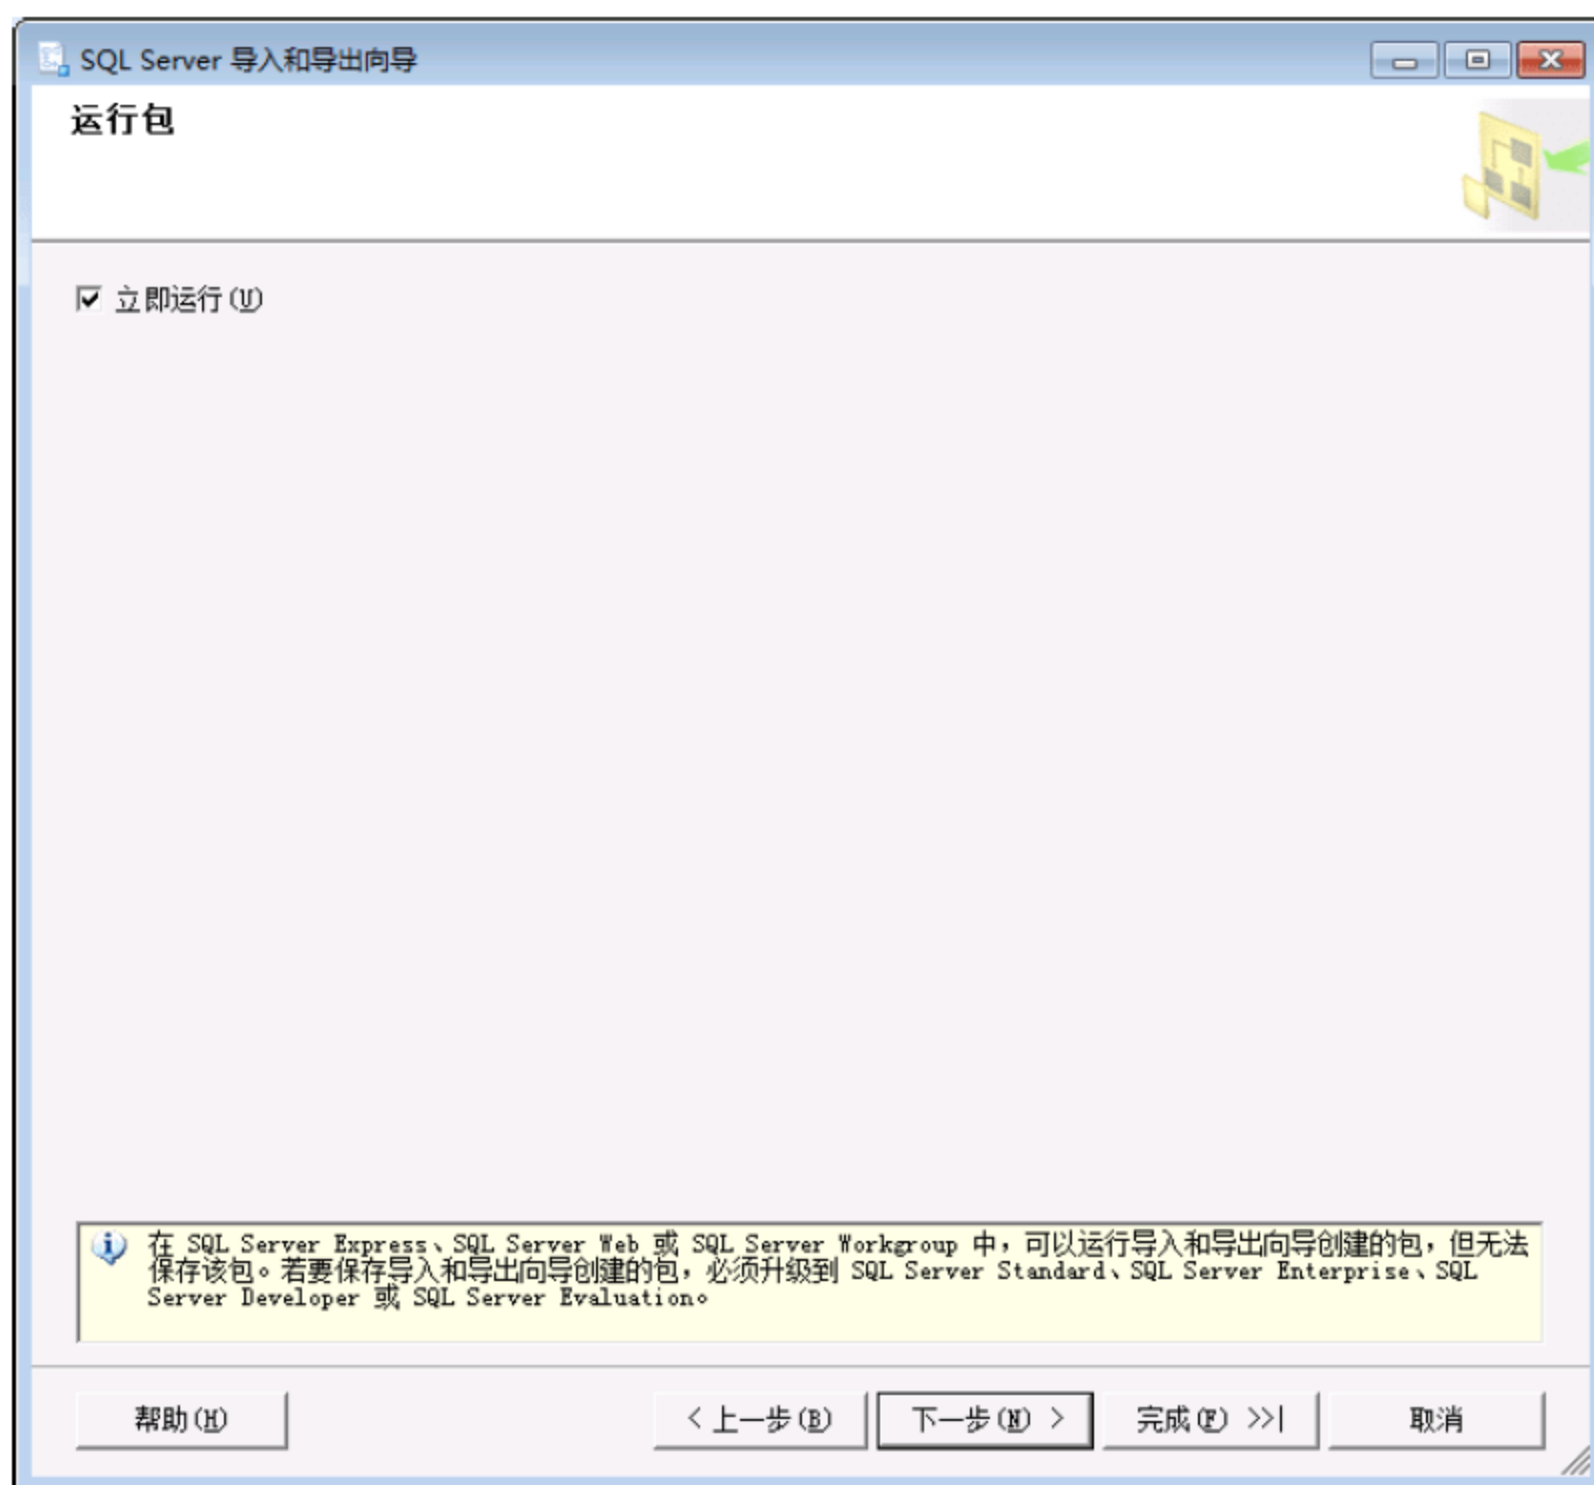 SQL Server 导入和导出向导
运行包
立即运行(U)
在 SQL Server Express、SQL Server Web 或 SQL Server Workgroup 中，可以运行导入和导出向导创建的包，但无法
保存该包。若要保存导入和导出向导创建的包，必须升级到 SQL Server Standard、SQL Server Enterprise、SQL
Server Developer 或 SQL Server Evaluation。
帮助(H) < 上一步(B) 下一步(N) > 完成(F) >>| 取消